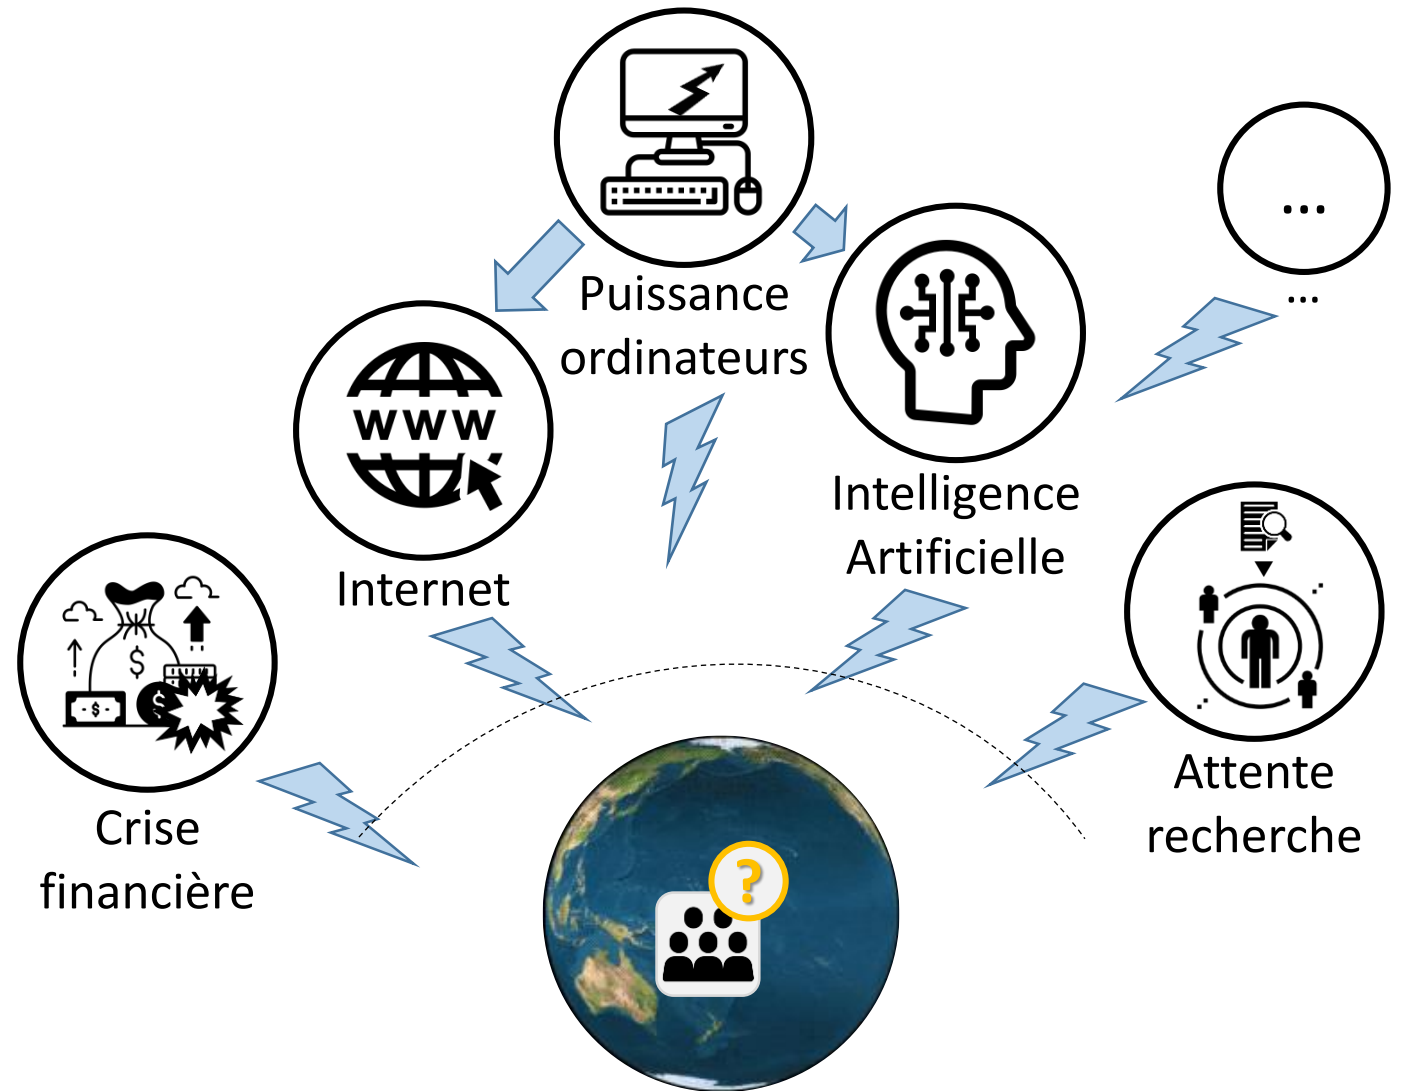 ...
...
Puissance
ordinateurs
WWW
Internet
Intelligence
Artificielle
$
-$-
$
Crise
financière
Attente
recherche
?